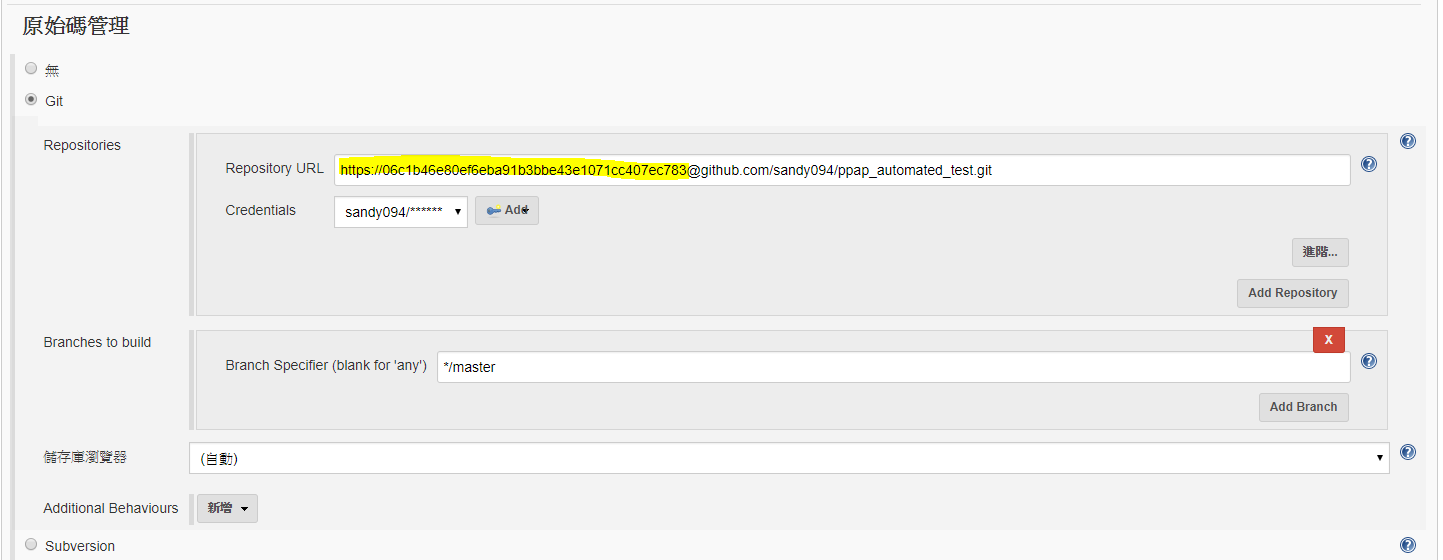 原始碼管理
無
Git
Repositories
Repository URL
https://06c1b46e80ef6eba91b3bbe43e1071cc407ec783@github.com/sandy094/ppap_automated_test.git
Credentials
sandy094/******
Add
進階...
Add Repository
Branches to build
X
Branch Specifier (blank for 'any')
*/master
Add Branch
儲存庫瀏覽器
(自動)
Additional Behaviours
新增
Subversion